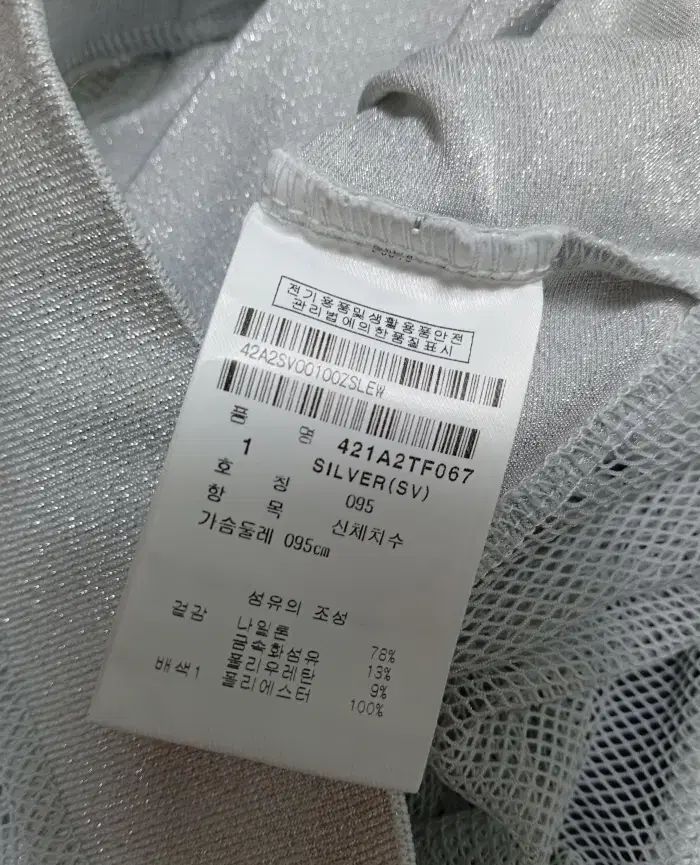 전기용품및생활용품안전
관리법에의한품질표시
42A2SV00100ZSLEW
품 명 421A2TF067
1 SILVER(SV)
호 칭 095
항 목 신체치수
가슴둘레 095cm
섬유의 조성
겉감 나일론 78%
금속화섬유 13%
폴리우레탄 9%
배색1 폴리에스터 100%